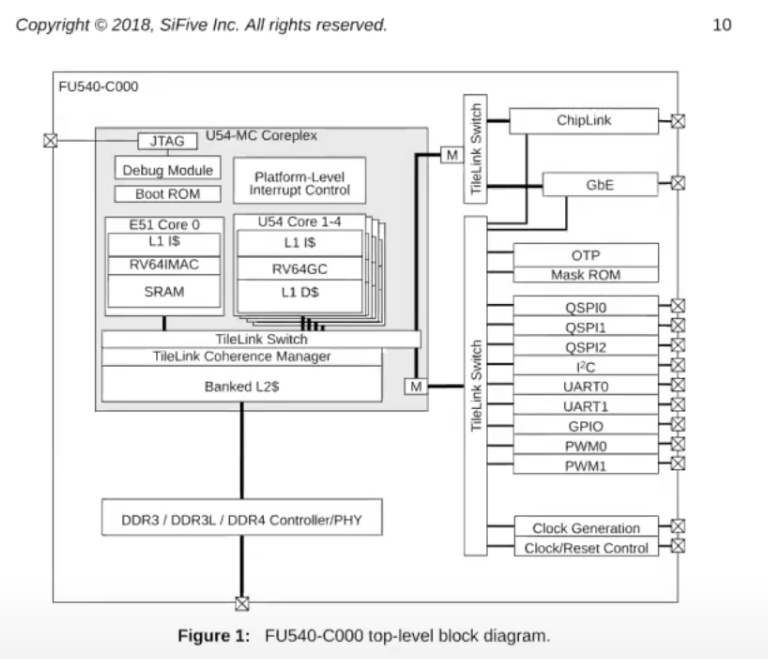 Copyright © 2018, SiFive Inc. All rights reserved. 10
FU540-C000
U54-MC Coreplex
JTAG
Debug Module
Boot ROM
Platform-Level
Interrupt Control
E51 Core 0
L1 I$
RV64IMAC
SRAM
U54 Core 1-4
L1 I$
RV64GC
L1 D$
TileLink Switch
TileLink Coherence Manager
Banked L2$
M
M
DDR3 / DDR3L / DDR4 Controller/PHY
TileLink Switch
ChipLink
GbE
TileLink Switch
OTP
Mask ROM
QSPI0
QSPI1
QSPI2
I²C
UART0
UART1
GPIO
PWM0
PWM1
Clock Generation
Clock/Reset Control
Figure 1: FU540-C000 top-level block diagram.